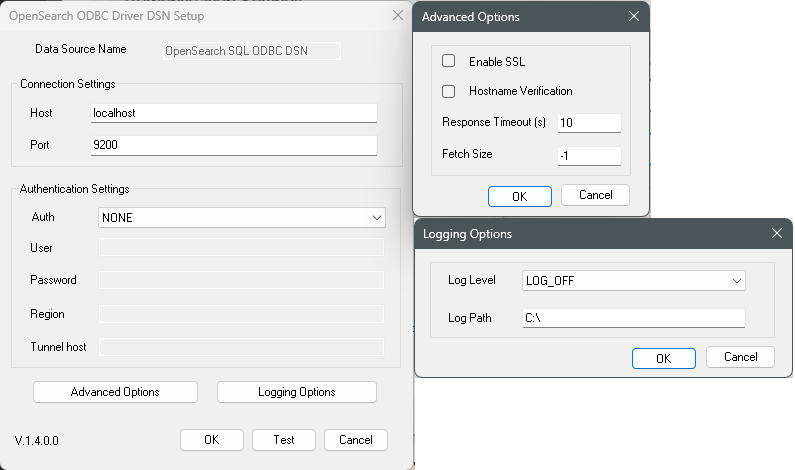 OpenSearch ODBC Driver DSN Setup
Data Source Name OpenSearch SQL ODBC DSN
Connection Settings
Host localhost
Port 9200
Authentication Settings
Auth NONE
User
Password
Region
Tunnel host
Advanced Options Logging Options
V.1.4.0.0 OK Test Cancel
Advanced Options
Enable SSL
Hostname Verification
Response Timeout (s) 10
Fetch Size -1
OK Cancel
Logging Options
Log Level LOG_OFF
Log Path C:\
OK Cancel